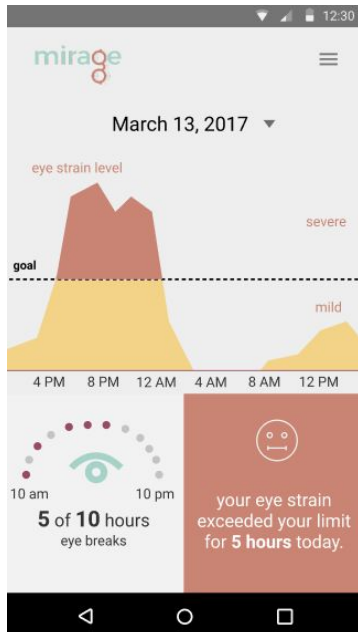 12:30
mirage
March 13, 2017
eye strain level
severe
goal
mild
4 PM 8 PM 12 AM 4 AM 8 AM 12 PM
10 am 10 pm
5 of 10 hours
eye breaks
your eye strain
exceeded your limit
for 5 hours today.